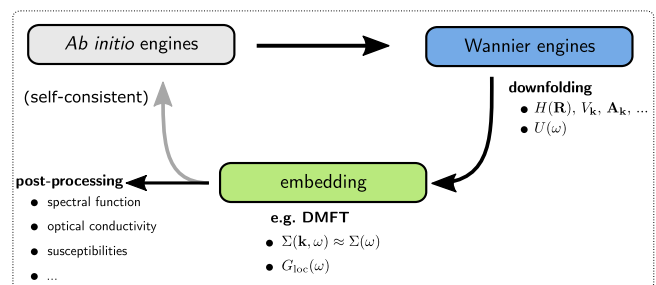 Ab initio engines
Wannier engines
(self-consistent)
downfolding
• H(R), V_k, A_k, ...
• U(ω)
embedding
post-processing
• spectral function
• optical conductivity
• susceptibilities
• ...
e.g. DMFT
• Σ(k, ω) ≈ Σ(ω)
• G_loc(ω)